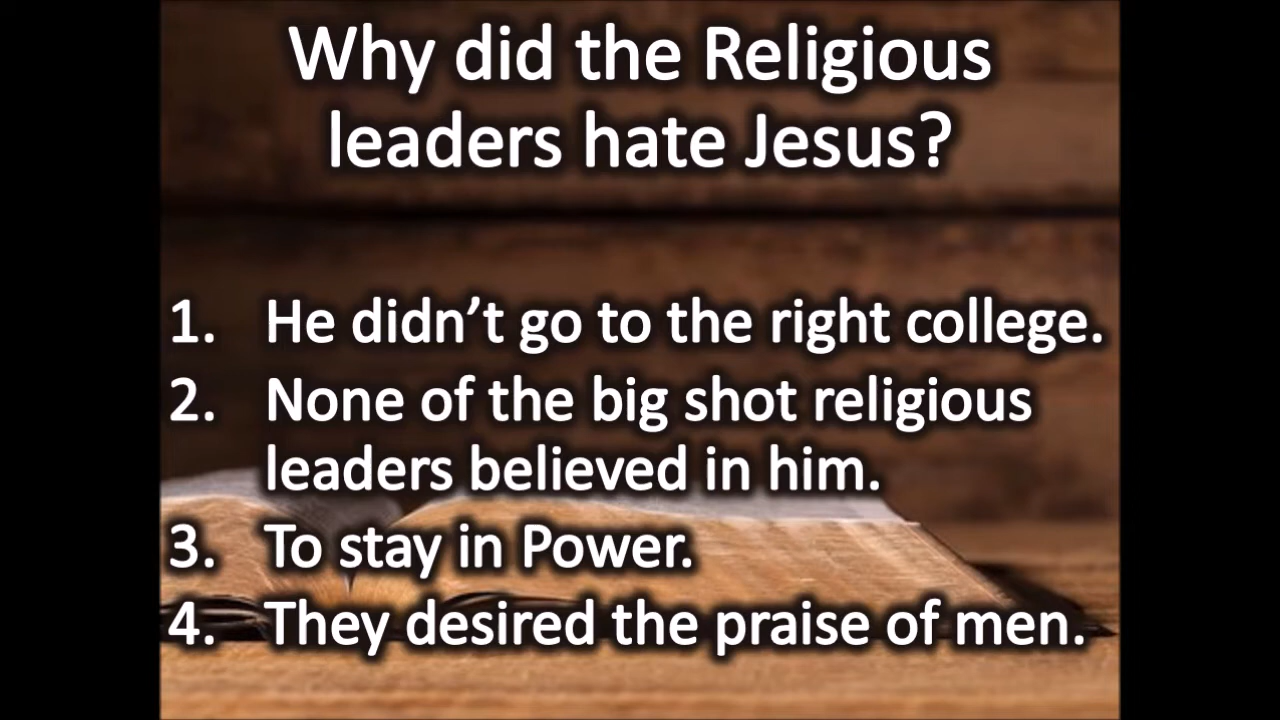 Why did the Religious
leaders hate Jesus?
1. He didn’t go to the right college.
2. None of the big shot religious
leaders believed in him.
3. To stay in Power.
4. They desired the praise of men.